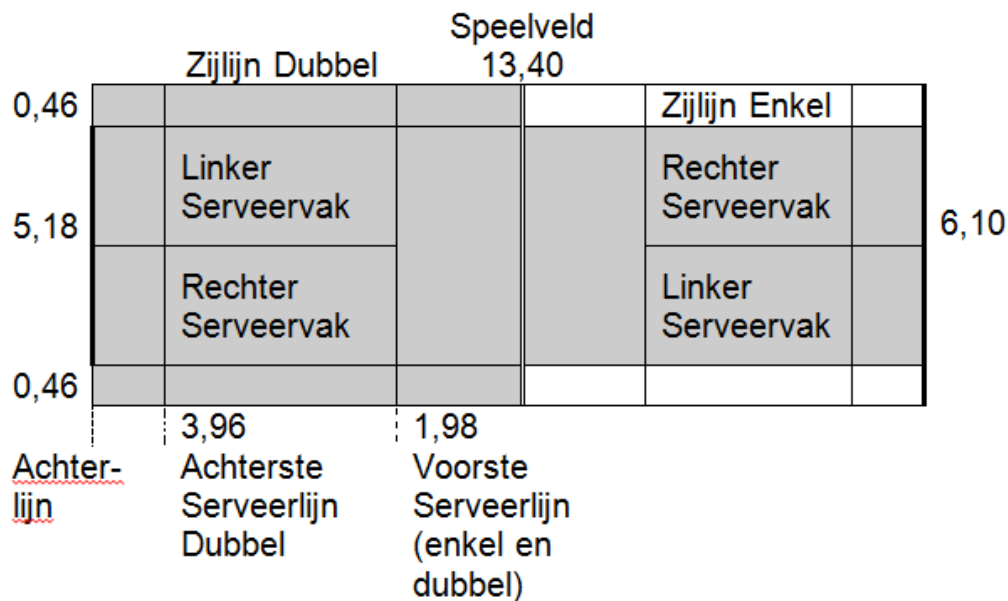 Speelveld
Zijlijn Dubbel 13,40
0,46 Zijlijn Enkel
Linker Rechter
Serveervak Serveervak
5,18 6,10
Rechter Linker
Serveervak Serveervak
0,46
3,96 1,98
Achter- Achterste Voorste
lijn Serveerlijn Serveerlijn
Dubbel (enkel en
dubbel)